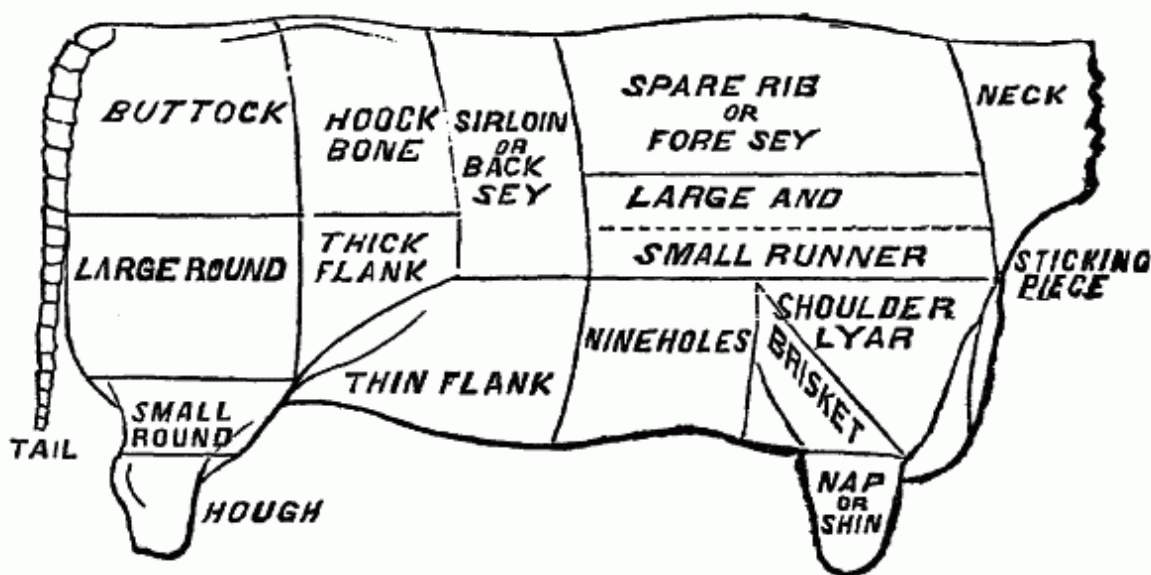 BUTTOCK
HOOCK
BONE
SIRLOIN
OR
BACK
SEY
SPARE RIB
OR
FORE SEY
NECK
LARGE AND
SMALL RUNNER
LARGE ROUND
THICK
FLANK
STICKING
PIECE
NINEHOLES
SHOULDER
LYAR
BRISKET
THIN FLANK
SMALL
ROUND
TAIL
HOUGH
NAP
OR
SHIN